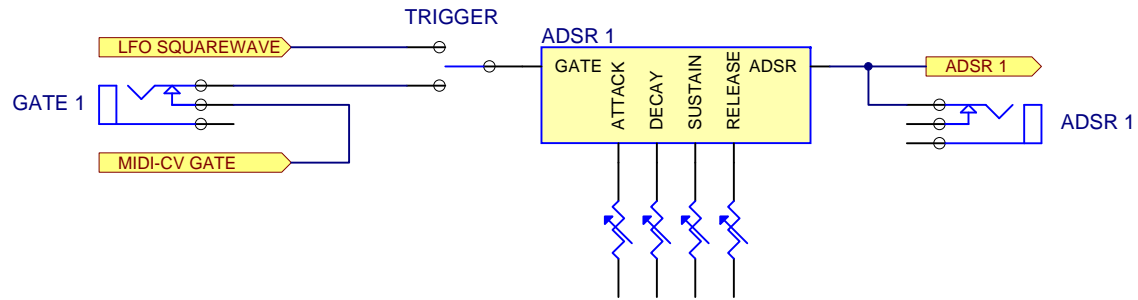 TRIGGER
LFO SQUAREWAVE
GATE 1
MIDI-CV GATE
ADSR 1
GATE
ADSR
ATTACK
DECAY
SUSTAIN
RELEASE
ADSR 1
ADSR 1